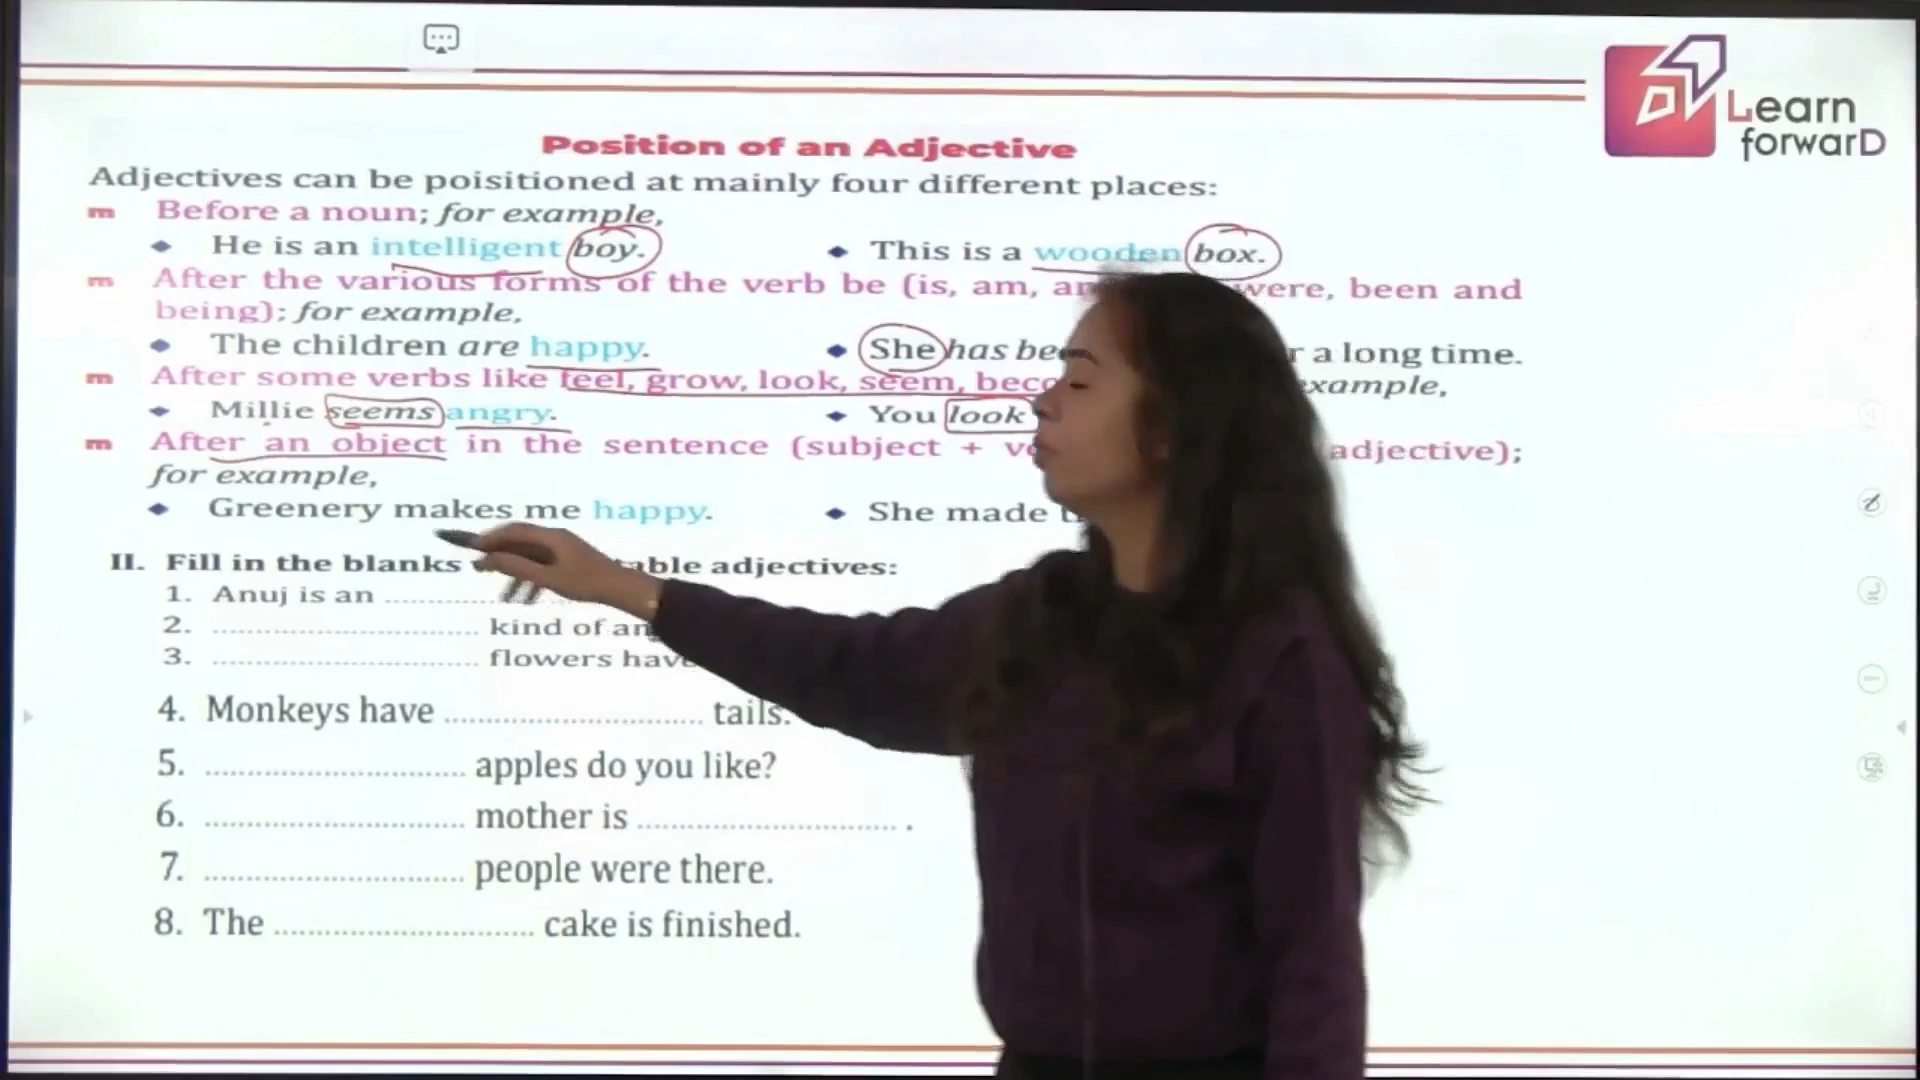 Learn
forwarD
Position of an Adjective
Adjectives can be poisitioned at mainly four different places:
m Before a noun; for example,
◆ He is an intelligent boy. ◆ This is a wooden box.
m After the various forms of the verb be (is, am, were, been and
being); for example,
◆ The children are happy. ◆ She has a long time.
m After some verbs like feel, grow, look, seem, example,
◆ Millie seems angry. ◆ You look
m After an object in the sentence (subject + adjective);
for example,
◆ Greenery makes me happy. ◆ She made
II. Fill in the blanks adjectives:
1. Anuj is an ........................
2. ........................ kind of
3. ........................ flowers have
4. Monkeys have ........................ tails.
5. ........................ apples do you like?
6. ........................ mother is ........................ .
7. ........................ people were there.
8. The ........................ cake is finished.